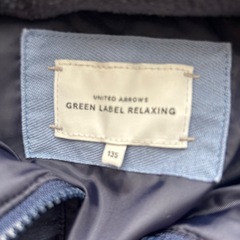 UNITED ARROWS
GREEN LABEL RELAXING
135